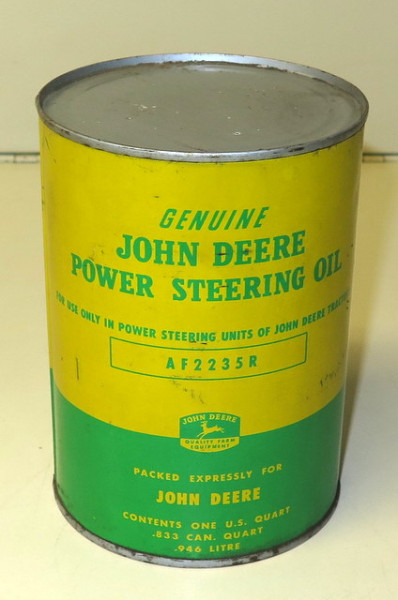 GENUINE
JOHN DEERE
POWER STEERING OIL
FOR USE ONLY IN POWER STEERING UNITS OF JOHN DEERE
AF2235R
JOHN DEERE
QUALITY FARM
EQUIPMENT
PACKED EXPRESSLY FOR
JOHN DEERE
CONTENTS ONE U.S. QUART
.833 CAN. QUART
.946 LITRE